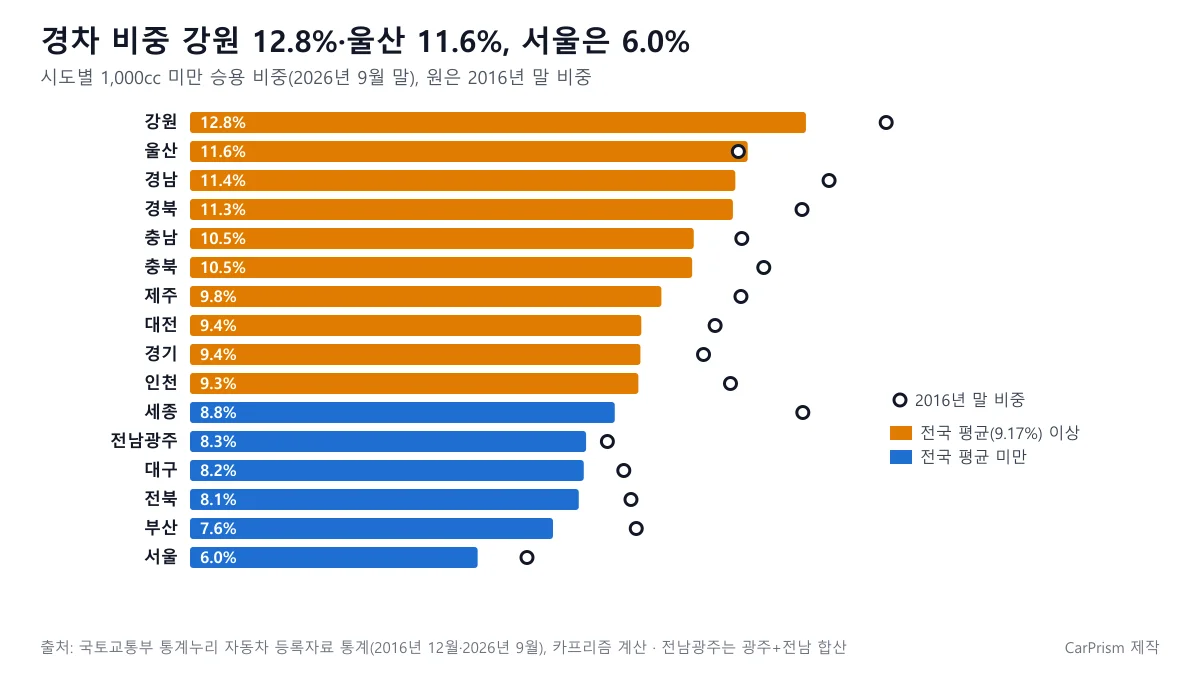 경차 비중 강원 12.8%·울산 11.6%, 서울은 6.0%
시도별 1,000cc 미만 승용 비중(2026년 9월 말), 원은 2016년 말 비중
강원 12.8%
울산 11.6%
경남 11.4%
경북 11.3%
충남 10.5%
충북 10.5%
제주 9.8%
대전 9.4%
경기 9.4%
인천 9.3%
세종 8.8%
전남광주 8.3%
대구 8.2%
전북 8.1%
부산 7.6%
서울 6.0%
2016년 말 비중
전국 평균(9.17%) 이상
전국 평균 미만
출처: 국토교통부 통계누리 자동차 등록자료 통계(2016년 12월·2026년 9월), 카프리즘 계산 · 전남광주는 광주+전남 합산
CarPrism 제작